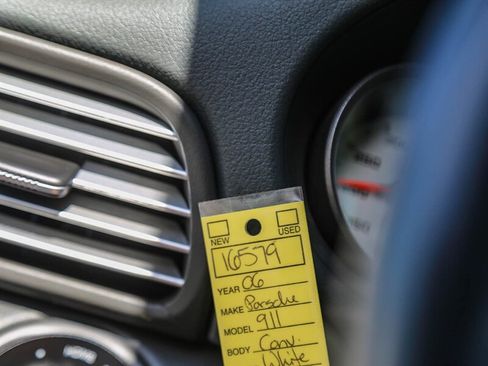 NEW USED
16579
YEAR 06
MAKE Porsche
MODEL 911
BODY Conv.
White